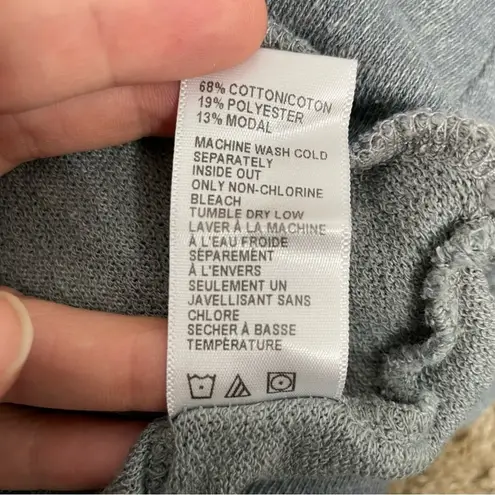 68% COTTON/COTON
19% POLYESTER
13% MODAL
MACHINE WASH COLD
SEPARATELY
INSIDE OUT
ONLY NON-CHLORINE
BLEACH
TUMBLE DRY LOW
LAVER À LA MACHINE
À L'EAU FROIDE
SÉPARÉMENT
À L'ENVERS
SEULEMENT UN
JAVELLISANT SANS
CHLORE
SECHER À BASSE
TEMPÉRATURE